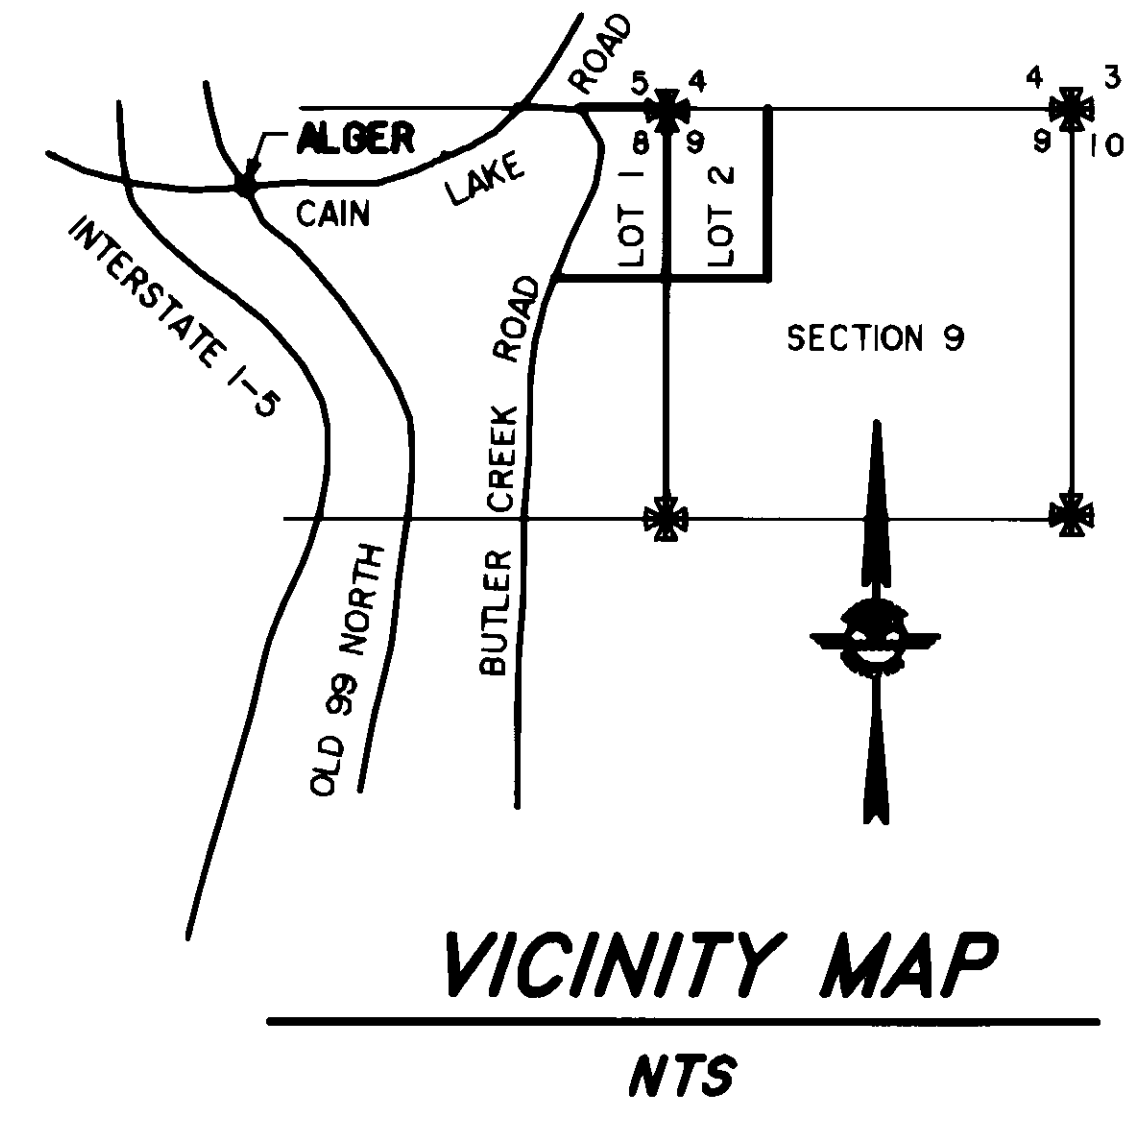 ROAD
5 4
4 3
8 9
9 10
ALGER
LAKE
CAIN
LOT 1
LOT 2
INTERSTATE I-5
SECTION 9
BUTLER CREEK ROAD
OLD 99 NORTH
VICINITY MAP
NTS